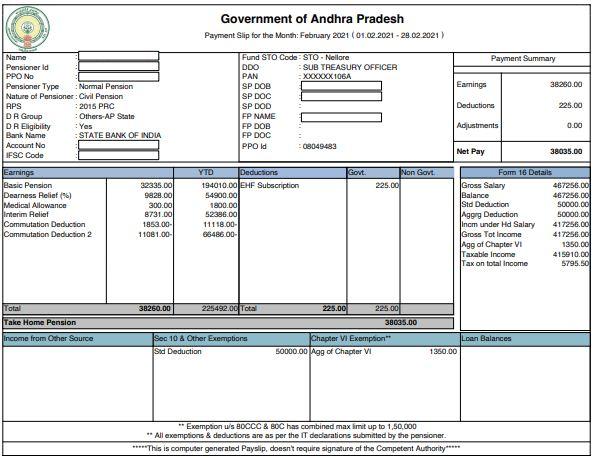 Government of Andhra Pradesh
Payment Slip for the Month: February 2021 ( 01.02.2021 - 28.02.2021 )
Name :
Pensioner Id :
PPO No :
Pensioner Type : Normal Pension
Nature of Pensioner : Civil Pension
RPS : 2015 PRC
D R Group : Others-AP State
D R Eligibility : Yes
Bank Name : STATE BANK OF INDIA
Account No :
IFSC Code :
Fund STO Code : STO - Nellore
DDO : SUB TREASURY OFFICER
PAN : XXXXXX106A
SP DOB :
SP DOC :
SP DOD :
FP NAME :
FP DOB :
FP DOC :
PPO Id : 08049483
Payment Summary
Earnings 38260.00
Deductions 225.00
Adjustments 0.00
Net Pay 38035.00
Earnings YTD Deductions Govt. Non Govt.
Basic Pension 32335.00 194010.00 EHF Subscription 225.00
Dearness Relief (%) 9828.00 54900.00
Medical Allowance 300.00 1800.00
Interim Relief 8731.00 52386.00
Commutation Deduction 1853.00- 11118.00-
Commutation Deduction 2 11081.00- 66486.00-
Total 38260.00 225492.00 Total 225.00 225.00
Take Home Pension 38035.00
Form 16 Details
Gross Salary 467256.00
Balance 467256.00
Std Deduction 50000.00
Aggrg Deduction 50000.00
Incm under Hd Salary 417256.00
Gross Tot Income 417256.00
Agg of Chapter VI 1350.00
Taxable Income 415910.00
Tax on total Income 5795.50
Income from Other Source Sec 10 & Other Exemptions Chapter VI Exemption** Loan Balances
Std Deduction 50000.00 Agg of Chapter VI 1350.00
** Exemption u/s 80CCC & 80C has combined max limit up to 1,50,000
** All exemptions & deductions are as per the IT declarations submitted by the pensioner.
*****This is computer generated Payslip, doesn't require signature of the Competent Authority*****